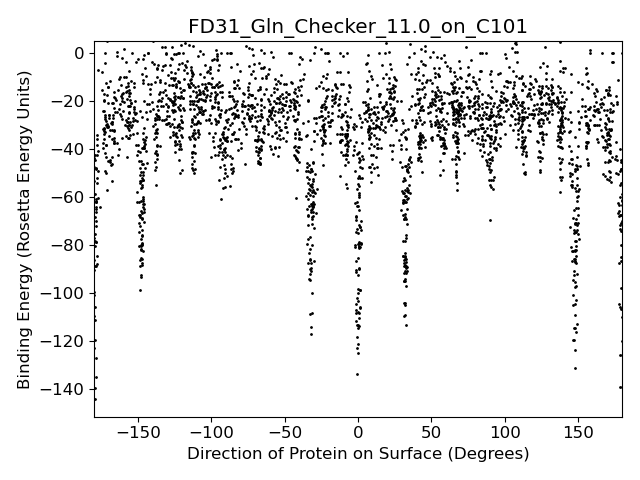 FD31_Gln_Checker_11.0_on_C101
Binding Energy (Rosetta Energy Units)
0
−20
−40
−60
−80
−100
−120
−140
−150 −100 −50 0 50 100 150
Direction of Protein on Surface (Degrees)